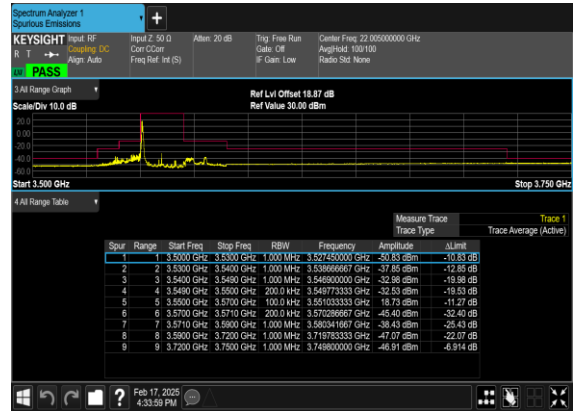 Spectrum Analyzer 1
Spurious Emissions
KEYSIGHT Input: RF Input Z: 50 Ω Atten: 20 dB Trig: Free Run Center Freq: 22.005000000 GHz
R T Coupling: DC Corr CCorr Gate: Off Avg|Hold: 100/100
Align: Auto Freq Ref: Int (S) IF Gain: Low Radio Std: None
PASS
3 All Range Graph
Ref Lvl Offset 18.87 dB
Scale/Div 10.0 dB Ref Value 30.00 dBm
20.0
0.00
-20.0
-40.0
-60.0
Start 3.500 GHz Stop 3.750 GHz
4 All Range Table
Measure Trace Trace 1
Trace Type Trace Average (Active)
Spur Range Start Freq Stop Freq RBW Frequency Amplitude ΔLimit
1 1 3.5000 GHz 3.5300 GHz 1.000 MHz 3.527450000 GHz -50.83 dBm -10.83 dB
2 2 3.5300 GHz 3.5400 GHz 1.000 MHz 3.538666667 GHz -37.85 dBm -12.85 dB
3 3 3.5400 GHz 3.5490 GHz 1.000 MHz 3.546900000 GHz -32.98 dBm -19.98 dB
4 4 3.5490 GHz 3.5500 GHz 200.0 kHz 3.549773333 GHz -32.53 dBm -19.53 dB
5 5 3.5500 GHz 3.5700 GHz 100.0 kHz 3.551033333 GHz 18.73 dBm -11.27 dB
6 6 3.5700 GHz 3.5710 GHz 200.0 kHz 3.570286667 GHz -45.40 dBm -32.40 dB
7 7 3.5710 GHz 3.5900 GHz 1.000 MHz 3.580341667 GHz -38.43 dBm -25.43 dB
8 8 3.5900 GHz 3.7200 GHz 1.000 MHz 3.719783333 GHz -47.07 dBm -22.07 dB
9 9 3.7200 GHz 3.7500 GHz 1.000 MHz 3.749800000 GHz -46.91 dBm -6.914 dB
Feb 17, 2025
4:33:59 PM